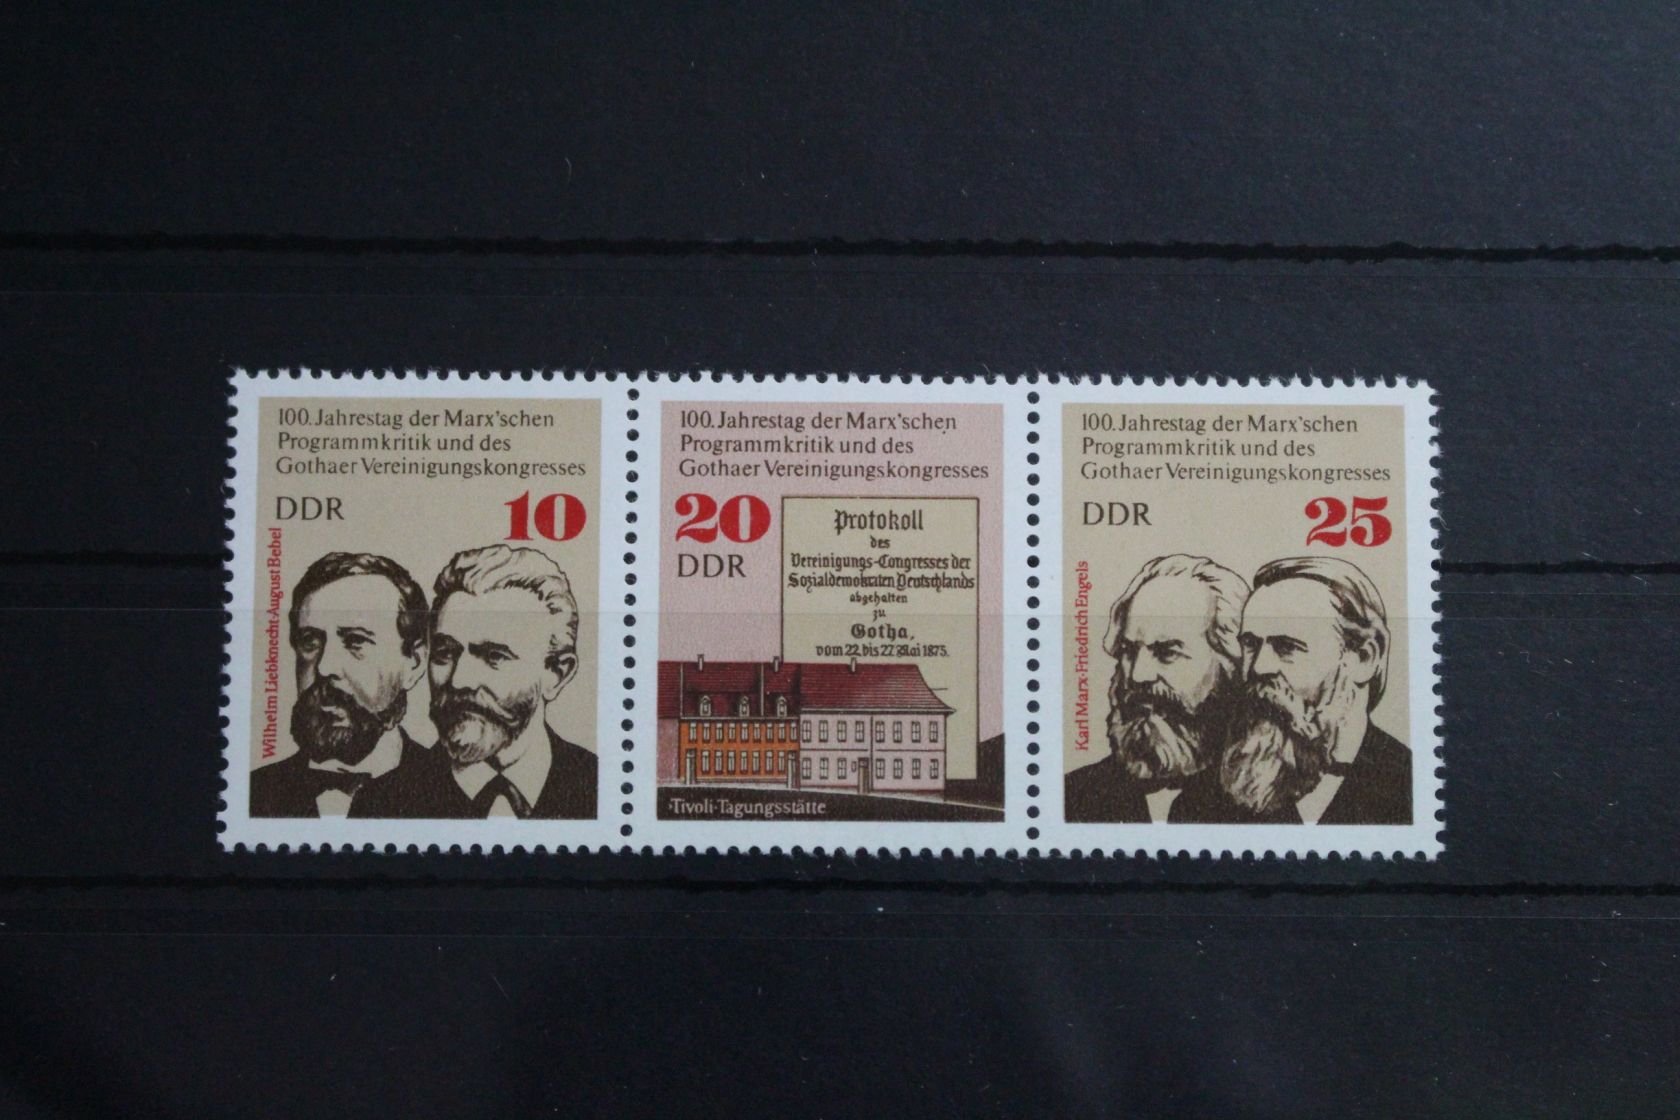 100. Jahrestag der Marx'schen
Programmkritik und des
Gothaer Vereinigungskongresses
DDR 10
Wilhelm Liebknecht·August Bebel
100. Jahrestag der Marx'schen
Programmkritik und des
Gothaer Vereinigungskongresses
20
DDR
Protokoll
des
Vereinigungs-Congresses der
Sozialdemokraten Deutschlands
abgehalten
zu
Gotha,
vom 22. bis 27. Mai 1875.
·Tivoli·Tagungsstätte
100. Jahrestag der Marx'schen
Programmkritik und des
Gothaer Vereinigungskongresses
DDR 25
Karl Marx·Friedrich Engels